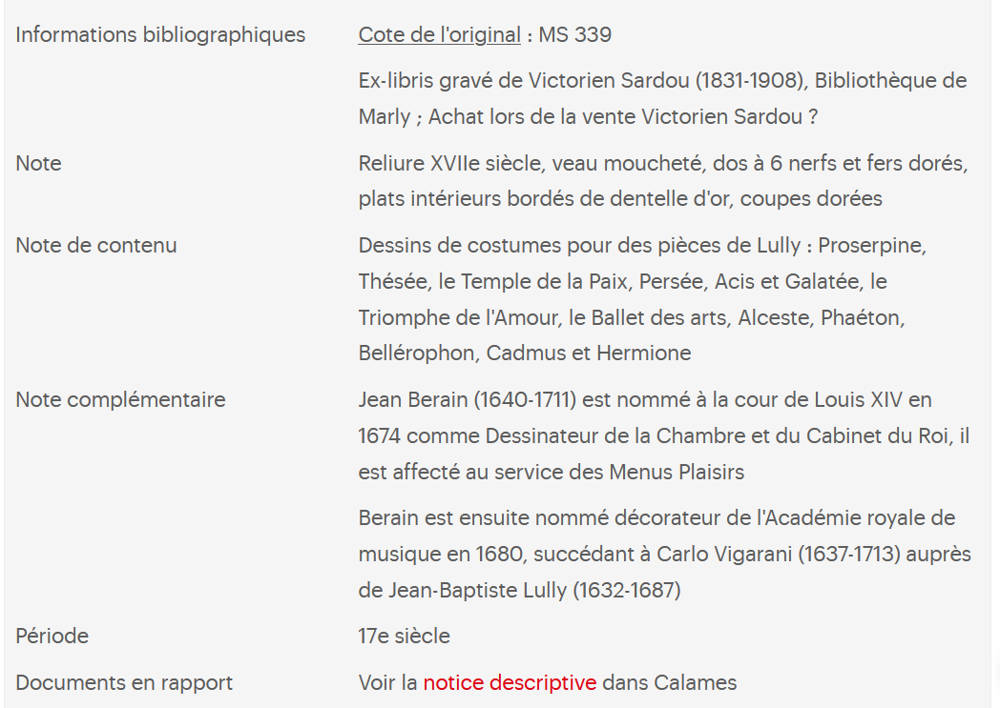 Informations bibliographiques Cote de l'original : MS 339
Ex-libris gravé de Victorien Sardou (1831-1908), Bibliothèque de
Marly ; Achat lors de la vente Victorien Sardou ?
Note Reliure XVIIe siècle, veau moucheté, dos à 6 nerfs et fers dorés,
plats intérieurs bordés de dentelle d'or, coupes dorées
Note de contenu Dessins de costumes pour des pièces de Lully : Proserpine,
Thésée, le Temple de la Paix, Persée, Acis et Galatée, le
Triomphe de l'Amour, le Ballet des arts, Alceste, Phaéton,
Bellérophon, Cadmus et Hermione
Note complémentaire Jean Berain (1640-1711) est nommé à la cour de Louis XIV en
1674 comme Dessinateur de la Chambre et du Cabinet du Roi, il
est affecté au service des Menus Plaisirs
Berain est ensuite nommé décorateur de l'Académie royale de
musique en 1680, succédant à Carlo Vigarani (1637-1713) auprès
de Jean-Baptiste Lully (1632-1687)
Période 17e siècle
Documents en rapport Voir la notice descriptive dans Calames